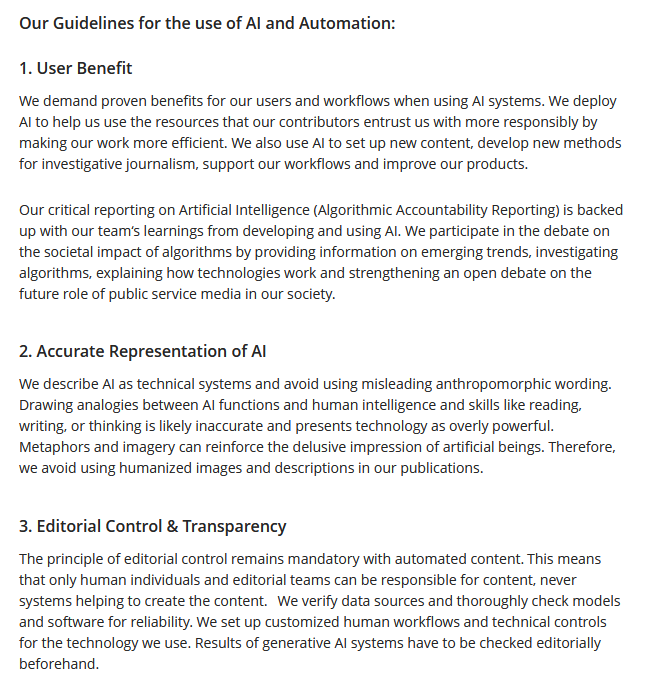 Our Guidelines for the use of AI and Automation:
1. User Benefit
We demand proven benefits for our users and workflows when using AI systems. We deploy
AI to help us use the resources that our contributors entrust us with more responsibly by
making our work more efficient. We also use AI to set up new content, develop new methods
for investigative journalism, support our workflows and improve our products.
Our critical reporting on Artificial Intelligence (Algorithmic Accountability Reporting) is backed
up with our team's learnings from developing and using AI. We participate in the debate on
the societal impact of algorithms by providing information on emerging trends, investigating
algorithms, explaining how technologies work and strengthening an open debate on the
future role of public service media in our society.
2. Accurate Representation of AI
We describe AI as technical systems and avoid using misleading anthropomorphic wording.
Drawing analogies between AI functions and human intelligence and skills like reading,
writing, or thinking is likely inaccurate and presents technology as overly powerful.
Metaphors and imagery can reinforce the delusive impression of artificial beings. Therefore,
we avoid using humanized images and descriptions in our publications.
3. Editorial Control & Transparency
The principle of editorial control remains mandatory with automated content. This means
that only human individuals and editorial teams can be responsible for content, never
systems helping to create the content.  We verify data sources and thoroughly check models
and software for reliability. We set up customized human workflows and technical controls
for the technology we use. Results of generative AI systems have to be checked editorially
beforehand.